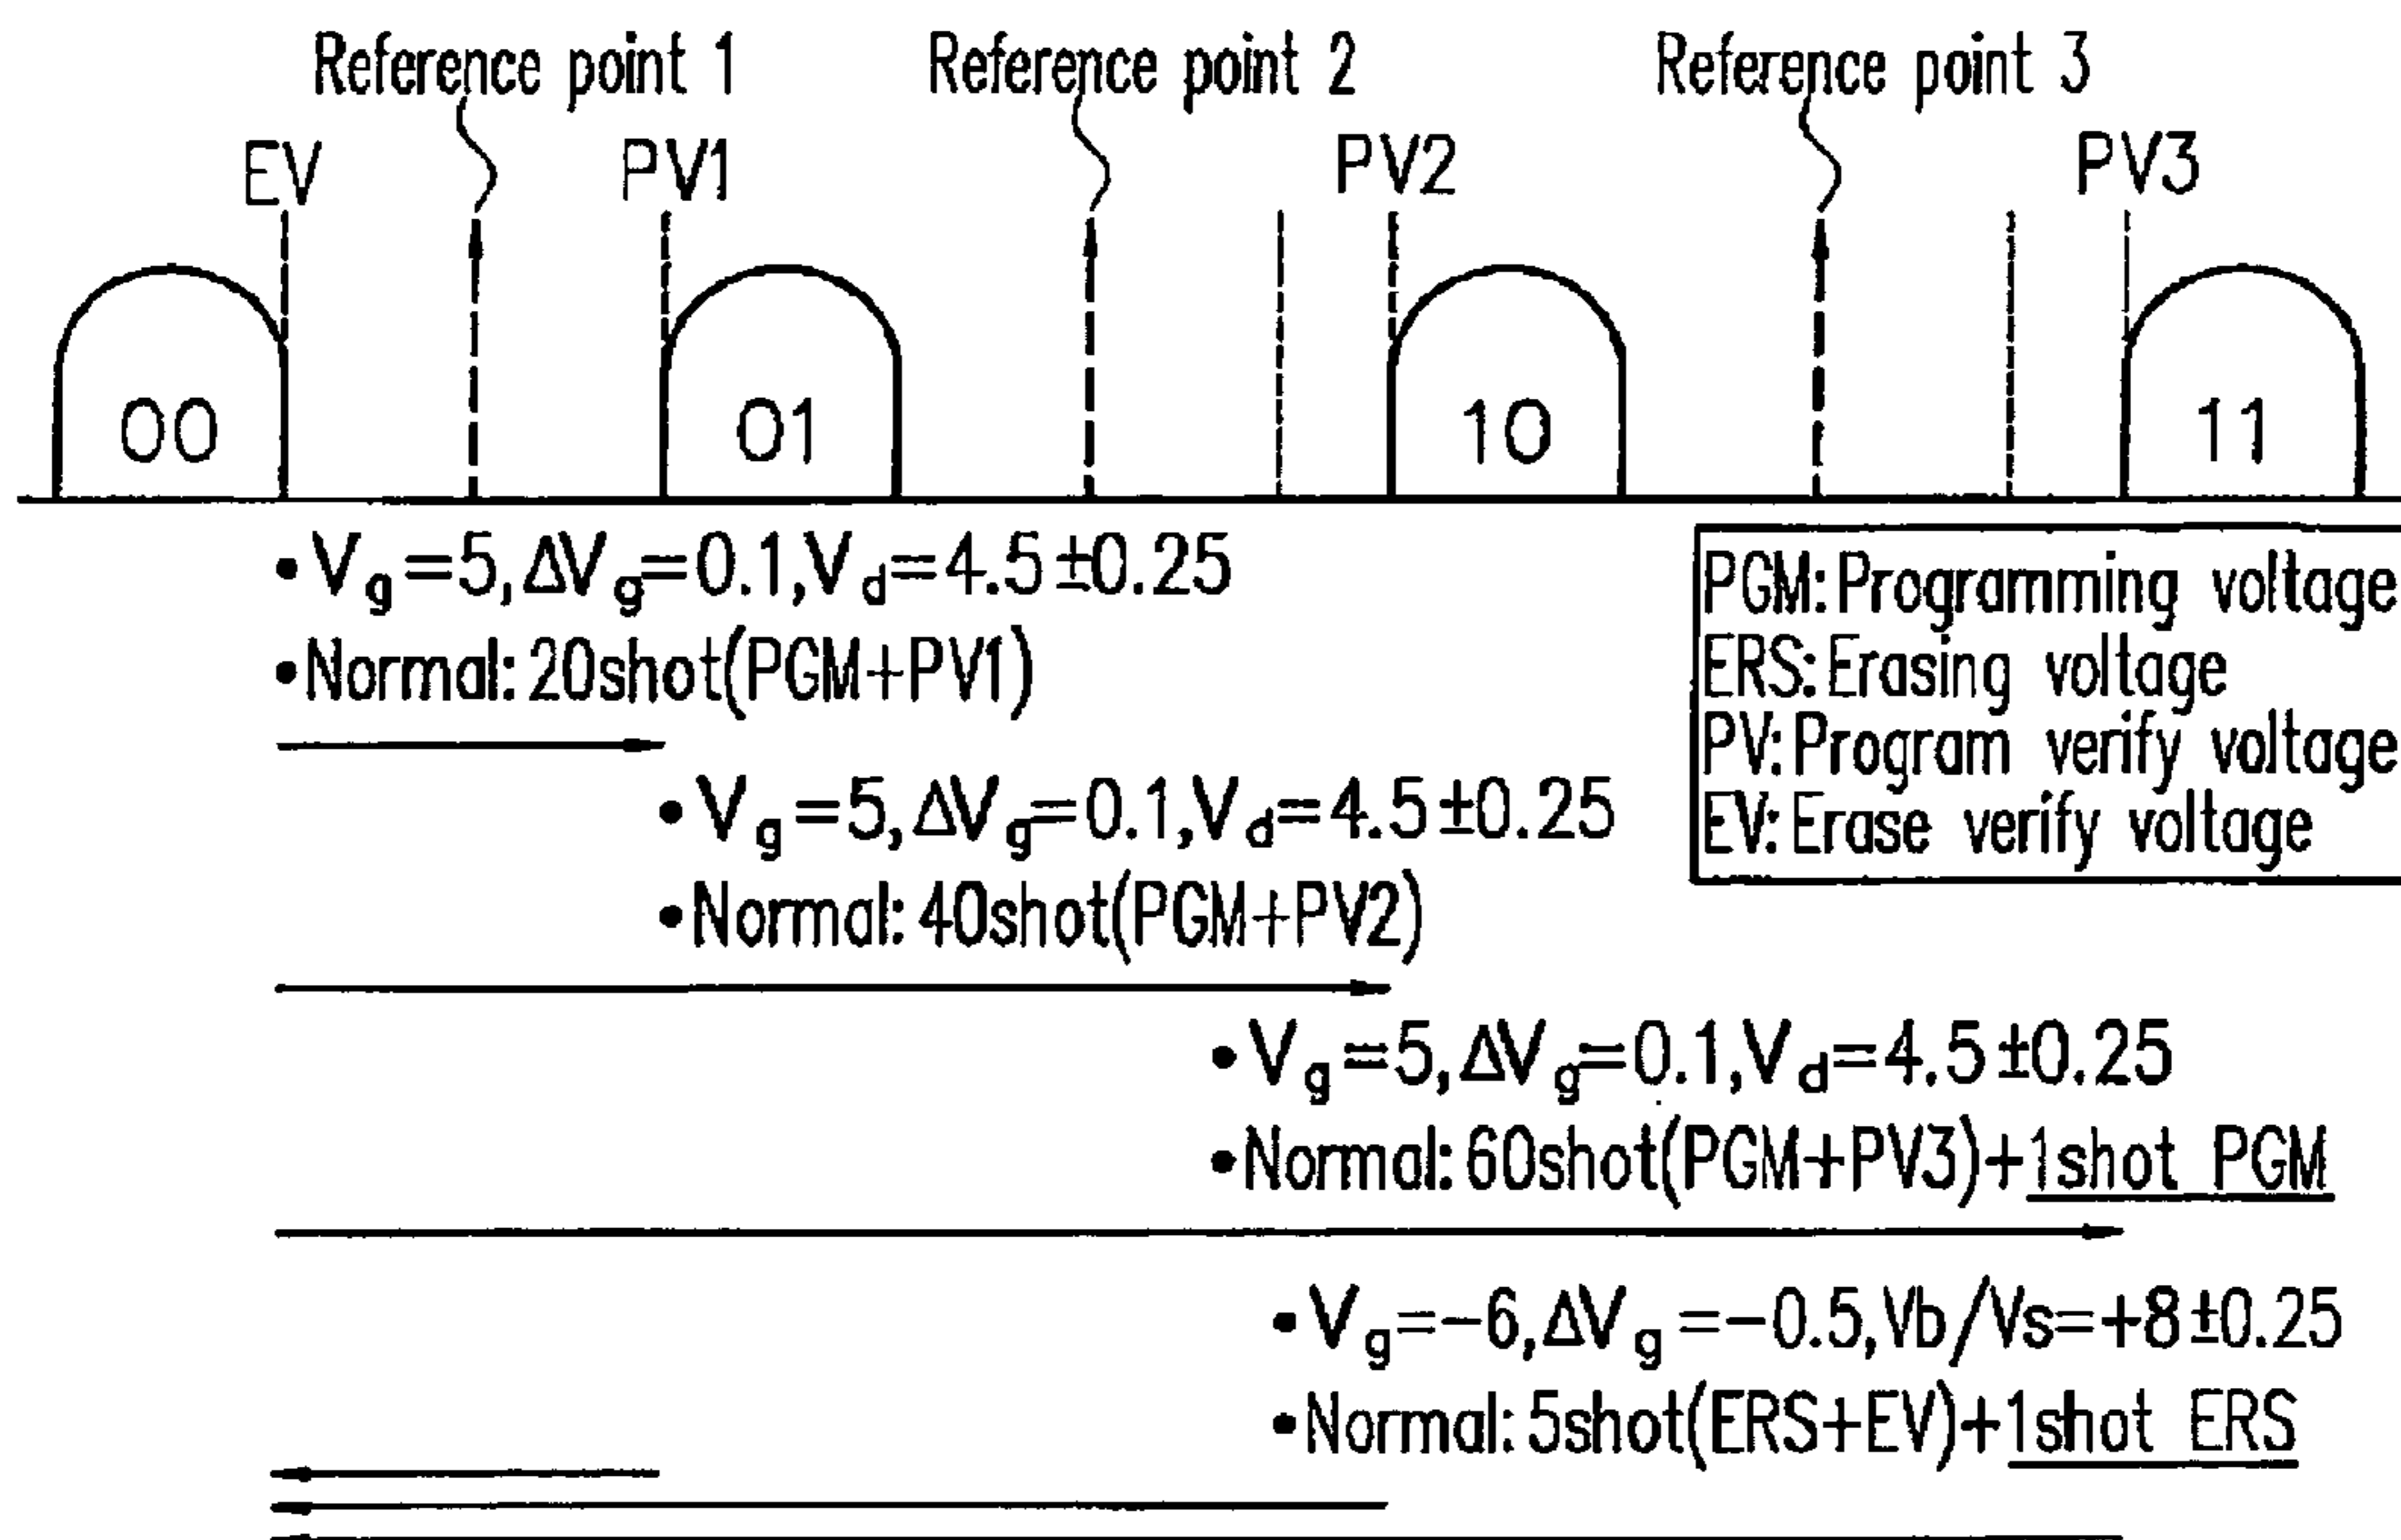 Reference point 1 Reference point 2 Reference point 3
EV PV1 PV2 PV3
00 01 10 11
•Vg=5,ΔVg=0.1,Vd=4.5±0.25
•Normal:20shot(PGM+PV1)
PGM:Programming voltage
ERS:Erasing voltage
PV:Program verify voltage
EV:Erase verify voltage
•Vg=5,ΔVg=0.1,Vd=4.5±0.25
•Normal:40shot(PGM+PV2)
•Vg=5,ΔVg=0.1,Vd=4.5±0.25
•Normal:60shot(PGM+PV3)+1shot PGM
•Vg=-6,ΔVg=-0.5,Vb/Vs=+8±0.25
•Normal:5shot(ERS+EV)+1shot ERS